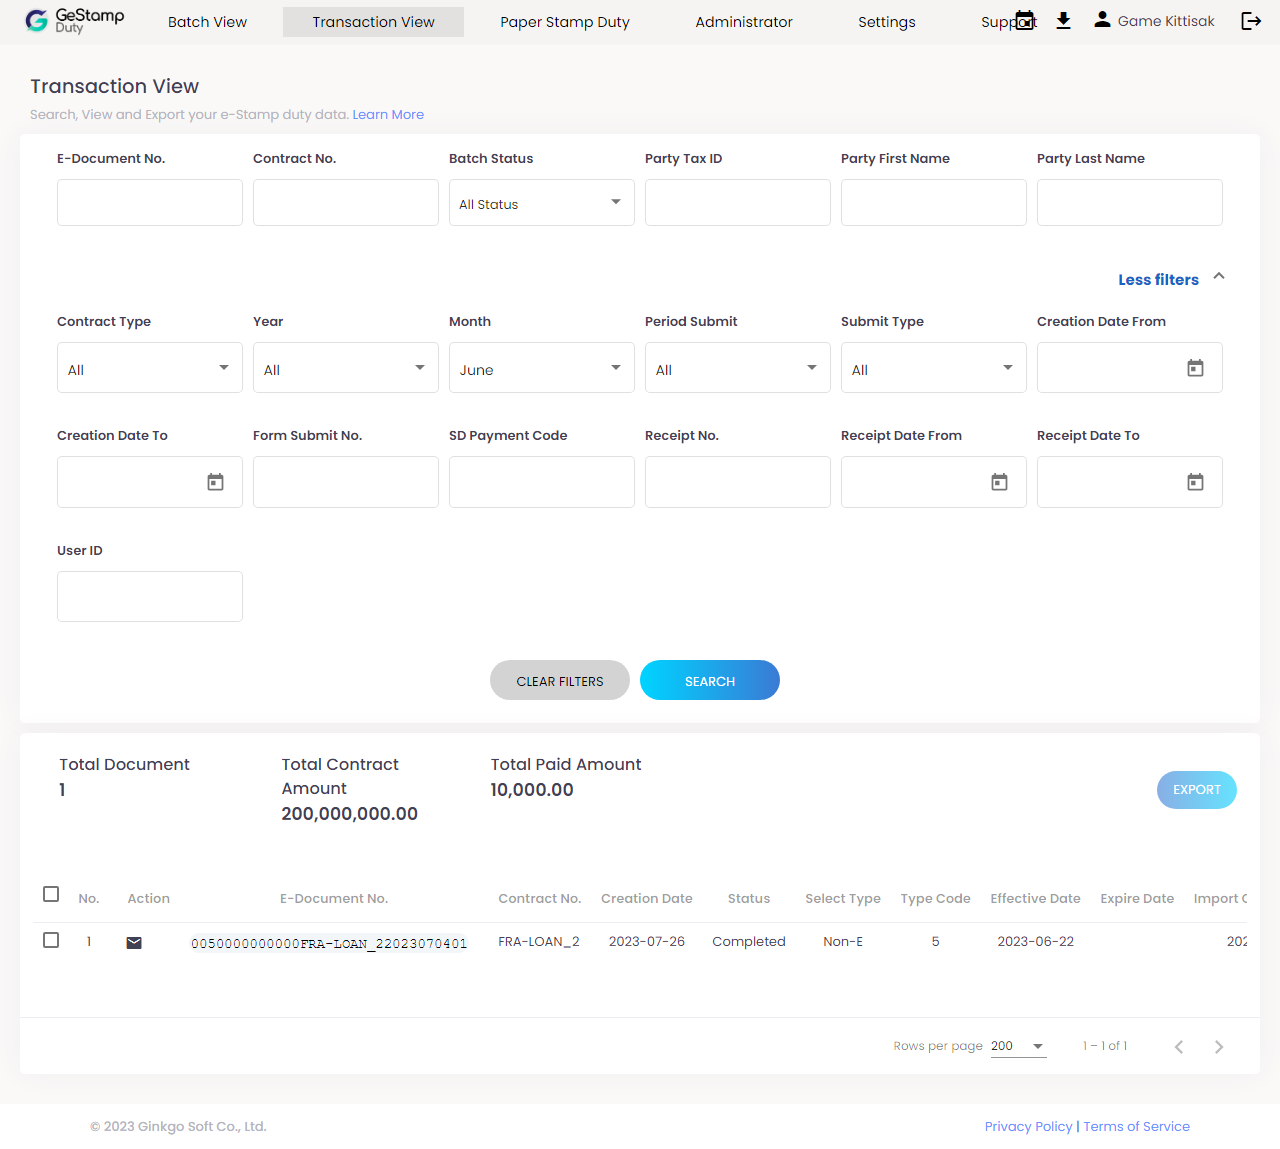 GeStamp
Duty
Batch View
Transaction View
Paper Stamp Duty
Administrator
Settings
Support
Game Kittisak
Transaction View
Search, View and Export your e-Stamp duty data. Learn More
E-Document No.
Contract No.
Batch Status
Party Tax ID
Party First Name
Party Last Name
All Status
Less filters
Contract Type
Year
Month
Period Submit
Submit Type
Creation Date From
All
All
June
All
All
Creation Date To
Form Submit No.
SD Payment Code
Receipt No.
Receipt Date From
Receipt Date To
User ID
CLEAR FILTERS
SEARCH
Total Document
1
Total Contract
Amount
200,000,000.00
Total Paid Amount
10,000.00
EXPORT
No. Action E-Document No. Contract No. Creation Date Status Select Type Type Code Effective Date Expire Date Import
1 0050000000000FRA-LOAN_22023070401 FRA-LOAN_2 2023-07-26 Completed Non-E 5 2023-06-22 202
Rows per page 200 1 – 1 of 1
© 2023 Ginkgo Soft Co., Ltd.
Privacy Policy | Terms of Service